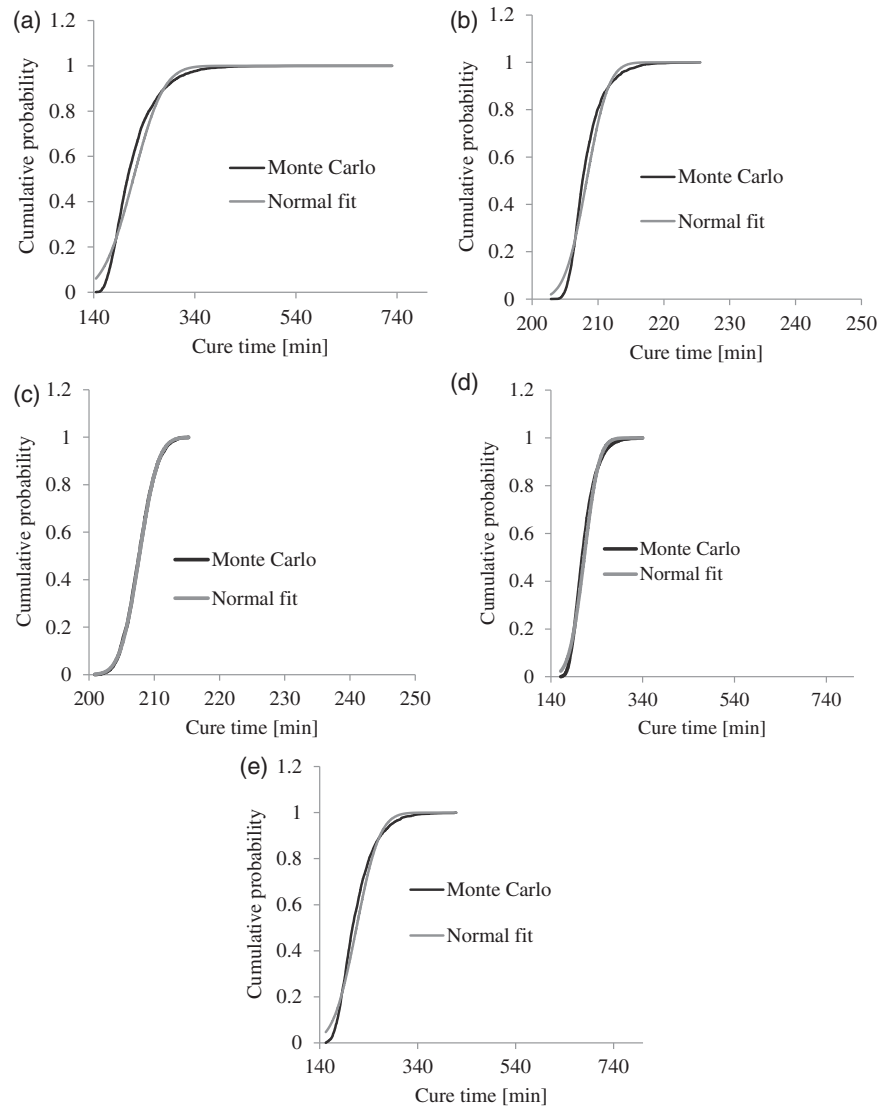 (a)
1.2
1
0.8
0.6
0.4
0.2
0
Cumulative probability
Monte Carlo
Normal fit
140 340 540 740
Cure time [min]
(b)
1.2
1
0.8
0.6
0.4
0.2
0
Cumulative probabiltiy
Monte Carlo
Normal fit
200 210 220 230 240 250
Cure time [min]
(c)
1.2
1
0.8
0.6
0.4
0.2
0
Cumulative probability
Monte Carlo
Normal fit
200 210 220 230 240 250
Cure time [min]
(d)
1.2
1
0.8
0.6
0.4
0.2
0
Cumulative probability
Monte Carlo
Normal fit
140 340 540 740
Cure time [min]
(e)
1.2
1
0.8
0.6
0.4
0.2
0
Cumulative probability
Monte Carlo
Normal fit
140 340 540 740
Cure time [min]